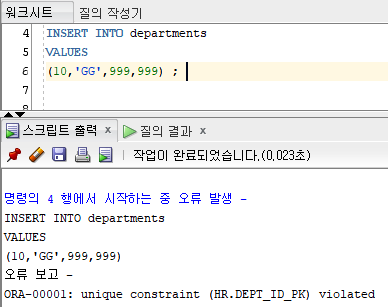 워크시트 질의 작성기
4 INSERT INTO departments
5 VALUES
6 (10,'GG',999,999) ;
7
8
스크립트 출력 x 질의 결과 x
작업이 완료되었습니다.(0,023초)
명령의 4 행에서 시작하는 중 오류 발생 -
INSERT INTO departments
VALUES
(10,'GG',999,999)
오류 보고 -
ORA-00001: unique constraint (HR.DEPT_ID_PK) violated